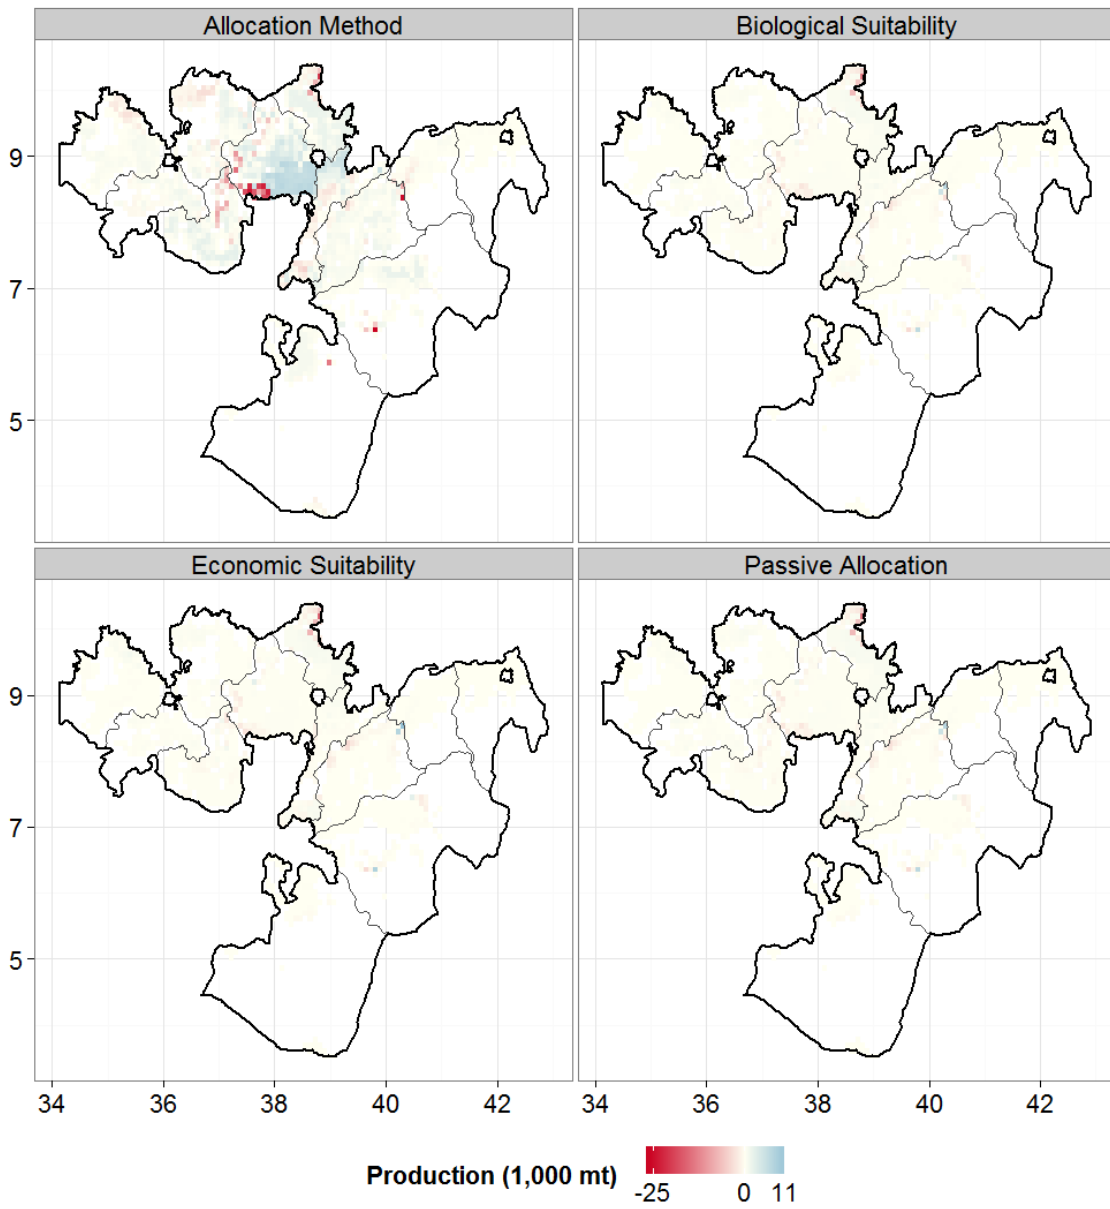 Allocation Method
Biological Suitability
9
7
5
Economic Suitability
Passive Allocation
9
7
5
34 36 38 40 42
34 36 38 40 42
Production (1,000 mt)
-25 0 11